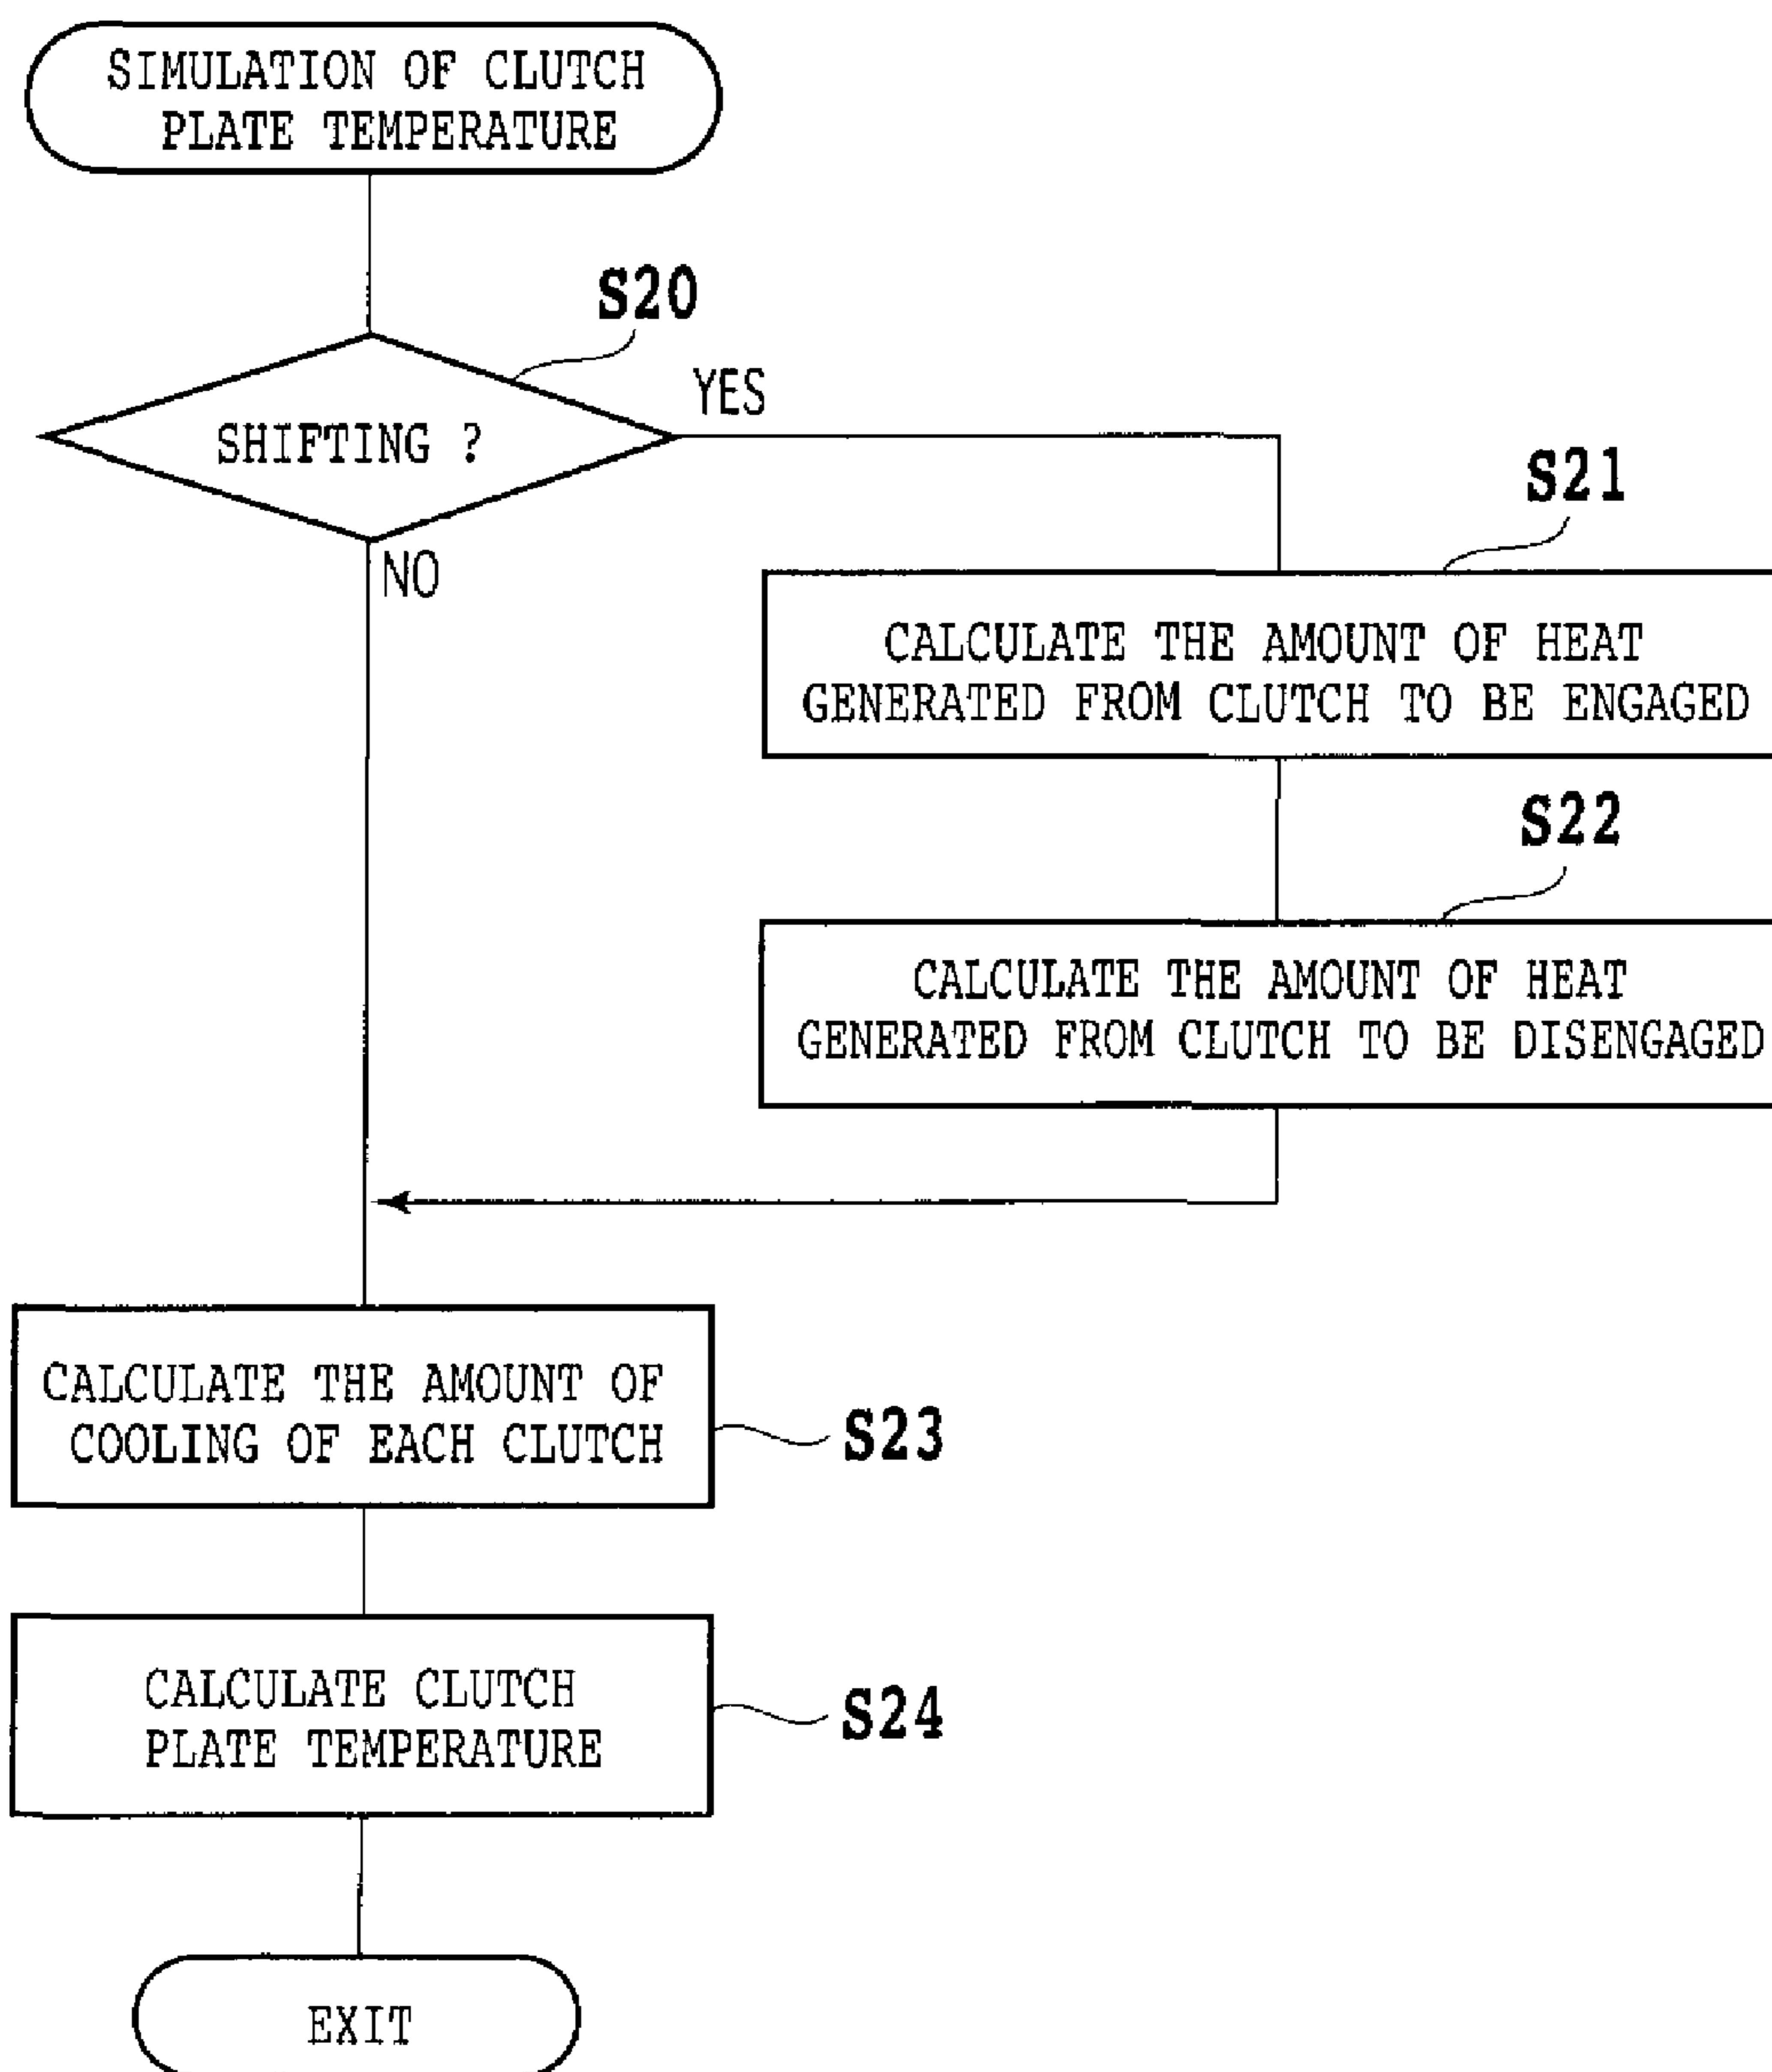 SIMULATION OF CLUTCH
PLATE TEMPERATURE
S20
YES
SHIFTING ?
NO
S21
CALCULATE THE AMOUNT OF HEAT
GENERATED FROM CLUTCH TO BE ENGAGED
S22
CALCULATE THE AMOUNT OF HEAT
GENERATED FROM CLUTCH TO BE DISENGAGED
CALCULATE THE AMOUNT OF
COOLING OF EACH CLUTCH
S23
CALCULATE CLUTCH
PLATE TEMPERATURE
S24
EXIT